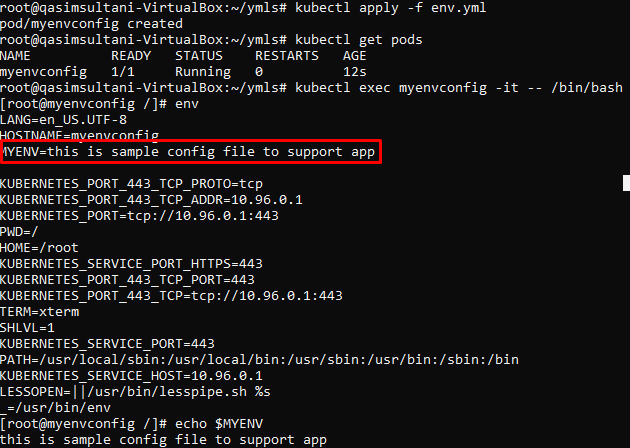 root@qasimsultani-VirtualBox:~/ymls# kubectl apply -f env.yml
pod/myenvconfig created
root@qasimsultani-VirtualBox:~/ymls# kubectl get pods
NAME          READY   STATUS    RESTARTS   AGE
myenvconfig   1/1     Running   0          12s
root@qasimsultani-VirtualBox:~/ymls# kubectl exec myenvconfig -it -- /bin/bash
[root@myenvconfig /]# env
LANG=en_US.UTF-8
HOSTNAME=myenvconfig
MYENV=this is sample config file to support app
KUBERNETES_PORT_443_TCP_PROTO=tcp
KUBERNETES_PORT_443_TCP_ADDR=10.96.0.1
KUBERNETES_PORT=tcp://10.96.0.1:443
PWD=/
HOME=/root
KUBERNETES_SERVICE_PORT_HTTPS=443
KUBERNETES_PORT_443_TCP_PORT=443
KUBERNETES_PORT_443_TCP=tcp://10.96.0.1:443
TERM=xterm
SHLVL=1
KUBERNETES_SERVICE_PORT=443
PATH=/usr/local/sbin:/usr/local/bin:/usr/sbin:/usr/bin:/sbin:/bin
KUBERNETES_SERVICE_HOST=10.96.0.1
LESSOPEN=||/usr/bin/lesspipe.sh %s
_=/usr/bin/env
[root@myenvconfig /]# echo $MYENV
this is sample config file to support app